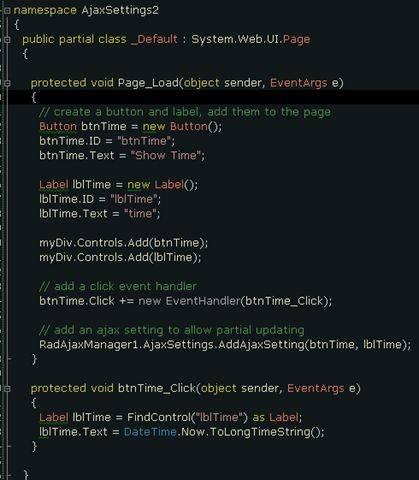 namespace AjaxSettings2
{
public partial class _Default : System.Web.UI.Page
{
protected void Page_Load(object sender, EventArgs e)
{
// create a button and label, add them to the page
Button btnTime = new Button();
btnTime.ID = "btnTime";
btnTime.Text = "Show Time";
Label lblTime = new Label();
lblTime.ID = "lblTime";
lblTime.Text = "time";
myDiv.Controls.Add(btnTime);
myDiv.Controls.Add(lblTime);
// add a click event handler
btnTime.Click += new EventHandler(btnTime_Click);
// add an ajax setting to allow partial updating
RadAjaxManager1.AjaxSettings.AddAjaxSetting(btnTime, lblTime);
}
protected void btnTime_Click(object sender, EventArgs e)
{
Label lblTime = FindControl("lblTime") as Label;
lblTime.Text = DateTime.Now.ToLongTimeString();
}
}